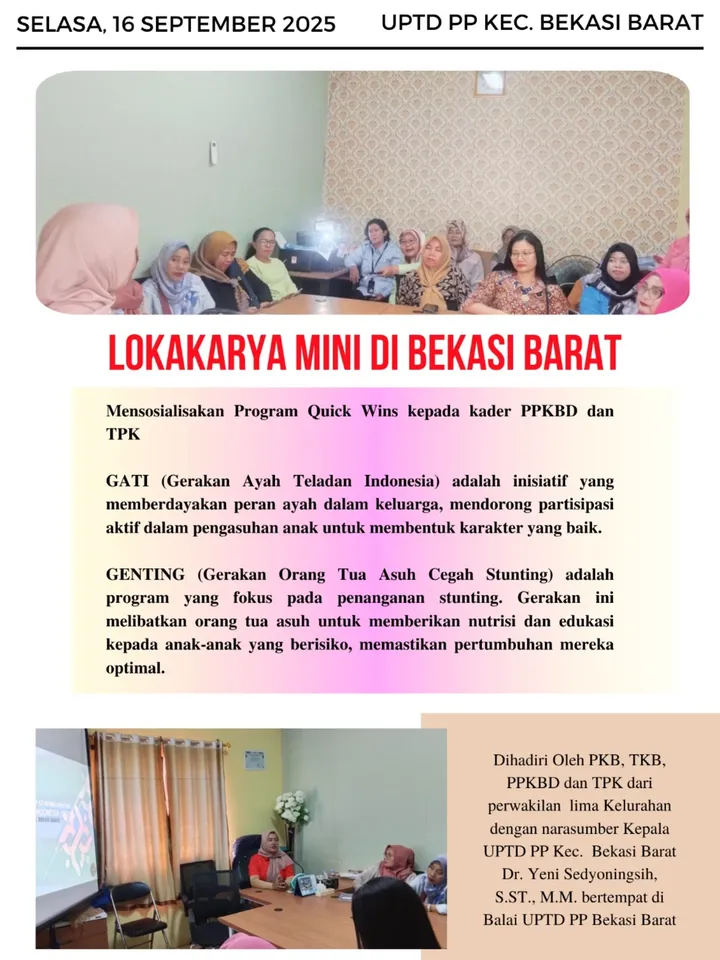 SELASA, 16 SEPTEMBER 2025
UPTD PP KEC. BEKASI BARAT
LOKAKARYA MINI DI BEKASI BARAT
Mensosialisakan Program Quick Wins kepada kader PPKBD dan
TPK
GATI (Gerakan Ayah Teladan Indonesia) adalah inisiatif yang
memberdayakan peran ayah dalam keluarga, mendorong partisipasi
aktif dalam pengasuhan anak untuk membentuk karakter yang baik.
GENTING (Gerakan Orang Tua Asuh Cegah Stunting) adalah
program yang fokus pada penanganan stunting. Gerakan ini
melibatkan orang tua asuh untuk memberikan nutrisi dan edukasi
kepada anak-anak yang berisiko, memastikan pertumbuhan mereka
optimal.
Dihadiri Oleh PKB, TKB,
PPKBD dan TPK dari
perwakilan lima Kelurahan
dengan narasumber Kepala
UPTD PP Kec. Bekasi Barat
Dr. Yeni Sedyoningsih,
S.ST., M.M. bertempat di
Balai UPTD PP Bekasi Barat